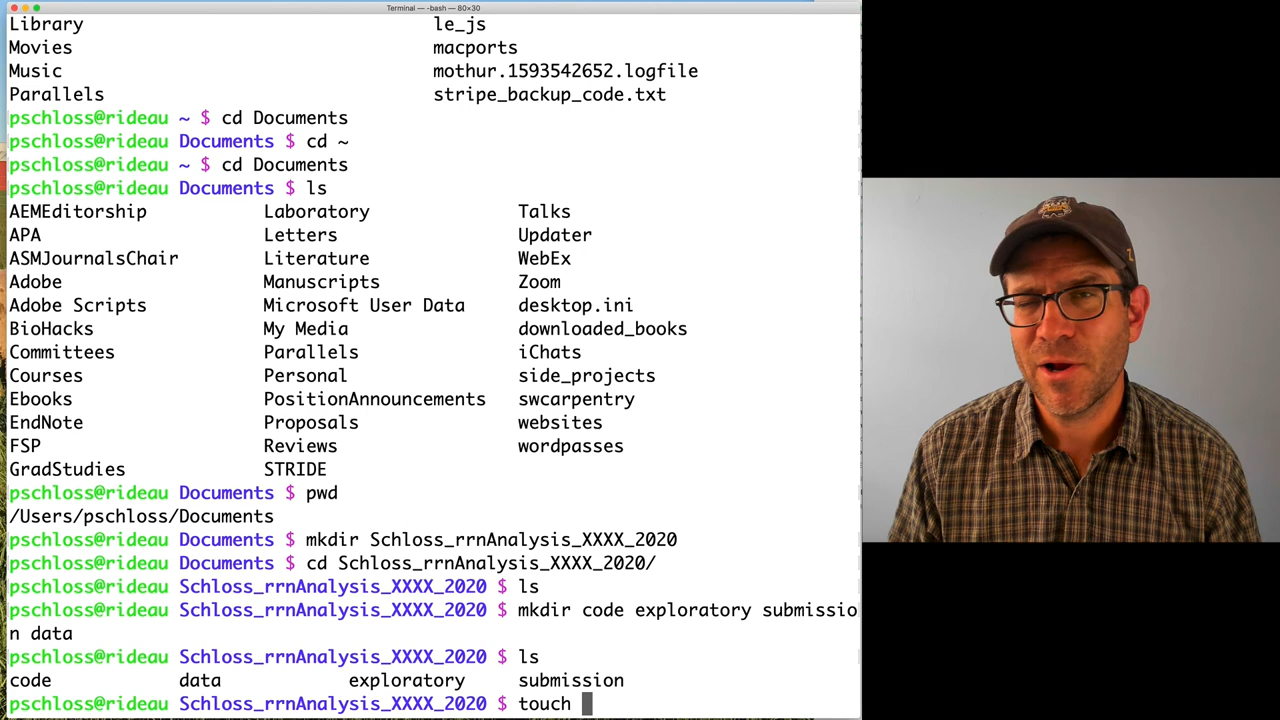 Terminal — -bash — 80×30
Library le_js
Movies macports
Music mothur.1593542652.logfile
Parallels stripe_backup_code.txt
pschloss@rideau ~ $ cd Documents
pschloss@rideau Documents $ cd ~
pschloss@rideau ~ $ cd Documents
pschloss@rideau Documents $ ls
AEMEditorship Laboratory Talks
APA Letters Updater
ASMJournalsChair Literature WebEx
Adobe Manuscripts Zoom
Adobe Scripts Microsoft User Data desktop.ini
BioHacks My Media downloaded_books
Committees Parallels iChats
Courses Personal side_projects
Ebooks PositionAnnouncements swcarpentry
EndNote Proposals websites
FSP Reviews wordpasses
GradStudies STRIDE
pschloss@rideau Documents $ pwd
/Users/pschloss/Documents
pschloss@rideau Documents $ mkdir Schloss_rrnAnalysis_XXXX_2020
pschloss@rideau Documents $ cd Schloss_rrnAnalysis_XXXX_2020/
pschloss@rideau Schloss_rrnAnalysis_XXXX_2020 $ ls
pschloss@rideau Schloss_rrnAnalysis_XXXX_2020 $ mkdir code exploratory submissio
n data
pschloss@rideau Schloss_rrnAnalysis_XXXX_2020 $ ls
code data exploratory submission
pschloss@rideau Schloss_rrnAnalysis_XXXX_2020 $ touch